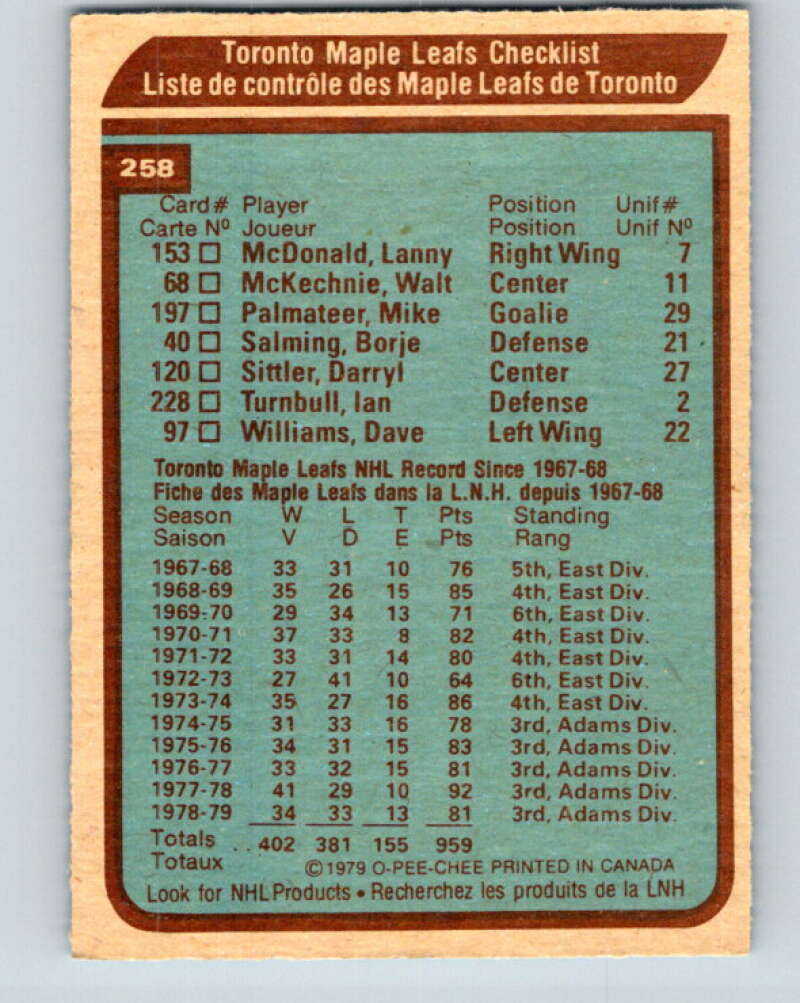 Toronto Maple Leafs Checklist
Liste de contrôle des Maple Leafs de Toronto
258
Card # Player Position Unif #
Carte Nº Joueur Position Unif Nº
153 □ McDonald, Lanny Right Wing 7
68 □ McKechnie, Walt Center 11
197 □ Palmateer, Mike Goalie 29
40 □ Salming, Borje Defense 21
120 □ Sittler, Darryl Center 27
228 □ Turnbull, Ian Defense 2
97 □ Williams, Dave Left Wing 22
Toronto Maple Leafs NHL Record Since 1967-68
Fiche des Maple Leafs dans la L.N.H. depuis 1967-68
Season W L T Pts Standing
Saison V D E Pts Rang
1967-68 33 31 10 76 5th, East Div.
1968-69 35 26 15 85 4th, East Div.
1969-70 29 34 13 71 6th, East Div.
1970-71 37 33 8 82 4th, East Div.
1971-72 33 31 14 80 4th, East Div.
1972-73 27 41 10 64 6th, East Div.
1973-74 35 27 16 86 4th, East Div.
1974-75 31 33 16 78 3rd, Adams Div.
1975-76 34 31 15 83 3rd, Adams Div.
1976-77 33 32 15 81 3rd, Adams Div.
1977-78 41 29 10 92 3rd, Adams Div.
1978-79 34 33 13 81 3rd, Adams Div.
Totals .. 402 381 155 959
Totaux
©1979 O-PEE-CHEE PRINTED IN CANADA
Look for NHL Products • Recherchez les produits de la LNH